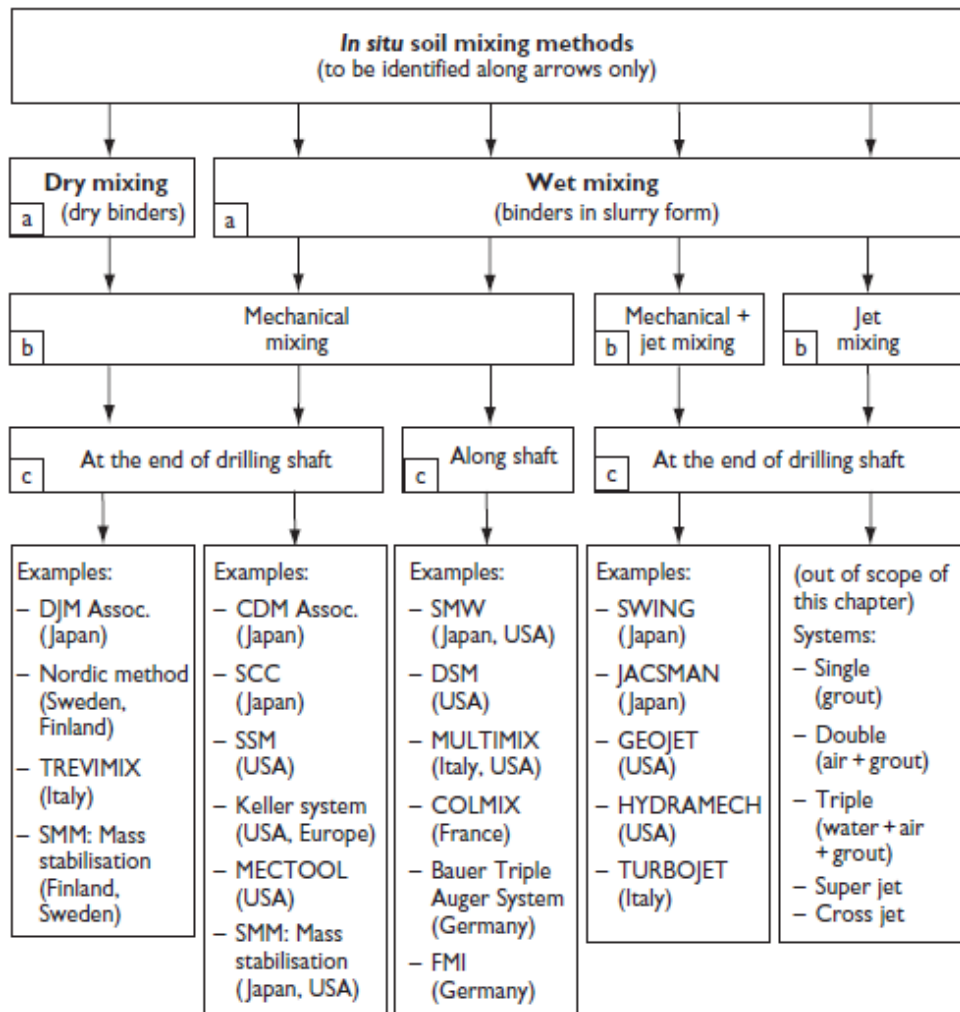 In situ soil mixing methods
(to be identified along arrows only)
Dry mixing
(dry binders)
a
Wet mixing
(binders in slurry form)
a
Mechanical
mixing
b
Mechanical +
jet mixing
b
Jet
mixing
b
At the end of drilling shaft
c
Along shaft
c
At the end of drilling shaft
c
Examples:
– DJM Assoc.
(Japan)
– Nordic method
(Sweden,
Finland)
– TREVIMIX
(Italy)
– SMM: Mass
stabilisation
(Finland,
Sweden)
Examples:
– CDM Assoc.
(Japan)
– SCC
(Japan)
– SSM
(USA)
– Keller system
(USA, Europe)
– MECTOOL
(USA)
– SMM: Mass
stabilisation
(Japan, USA)
Examples:
– SMW
(Japan, USA)
– DSM
(USA)
– MULTIMIX
(Italy, USA)
– COLMIX
(France)
– Bauer Triple
Auger System
(Germany)
– FMI
(Germany)
Examples:
– SWING
(Japan)
– JACSMAN
(Japan)
– GEOJET
(USA)
– HYDRAMECH
(USA)
– TURBOJET
(Italy)
(out of scope of
this chapter)
Systems:
– Single
(grout)
– Double
(air + grout)
– Triple
(water + air
+ grout)
– Super jet
– Cross jet